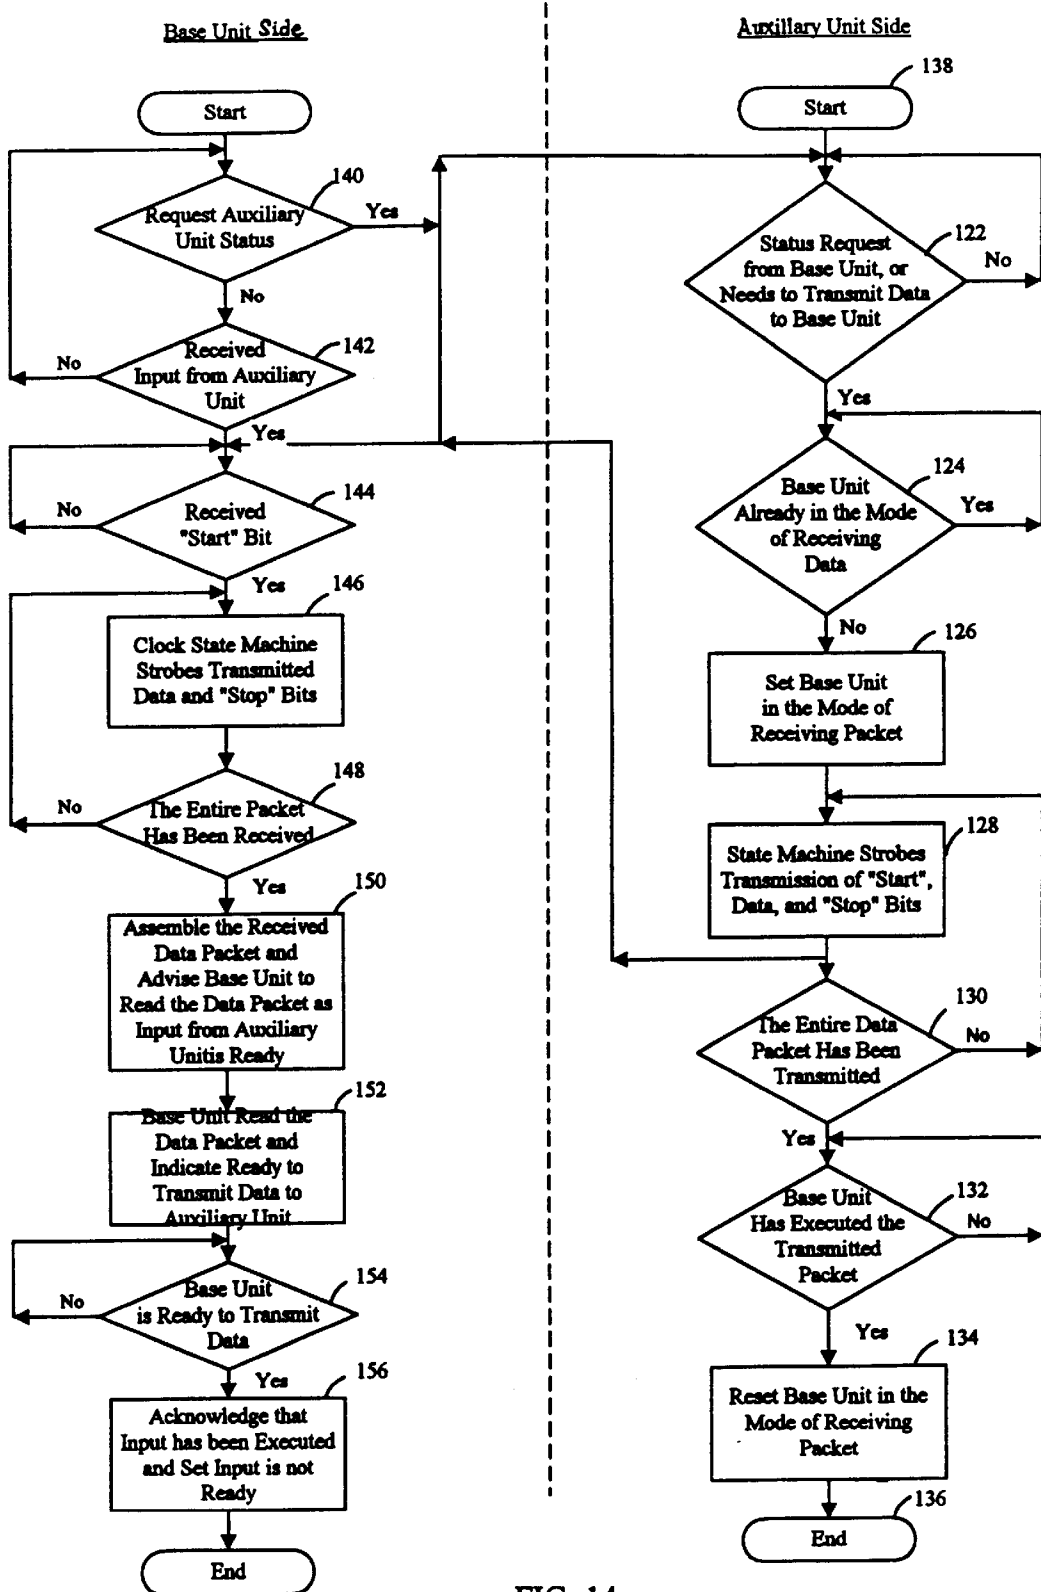 Base Unit Side
Start
140
Request Auxiliary
Unit Status
Yes
No
142
Received
Input from Auxiliary
Unit
No
Yes
144
Received
"Start" Bit
No
Yes
146
Clock State Machine
Strobes Transmitted
Data and "Stop" Bits
148
The Entire Packet
Has Been Received
No
Yes
150
Assemble the Received
Data Packet and
Advise Base Unit to
Read the Data Packet as
Input from Auxiliary
Unitis Ready
152
Base Unit Read the
Data Packet and
Indicate Ready to
Transmit Data to
Auxiliary Unit
154
Base Unit
is Ready to Transmit
Data
No
Yes
156
Acknowledge that
Input has been Executed
and Set Input is not
Ready
End
Auxillary Unit Side
138
Start
122
Status Request
from Base Unit, or
Needs to Transmit Data
to Base Unit
No
Yes
124
Base Unit
Already in the Mode
of Receiving
Data
Yes
No
126
Set Base Unit
in the Mode of
Receiving Packet
128
State Machine Strobes
Transmission of "Start",
Data, and "Stop" Bits
130
The Entire Data
Packet Has Been
Transmitted
No
Yes
132
Base Unit
Has Executed the
Transmitted
Packet
No
Yes
134
Reset Base Unit in the
Mode of Receiving
Packet
136
End
FIG. 14